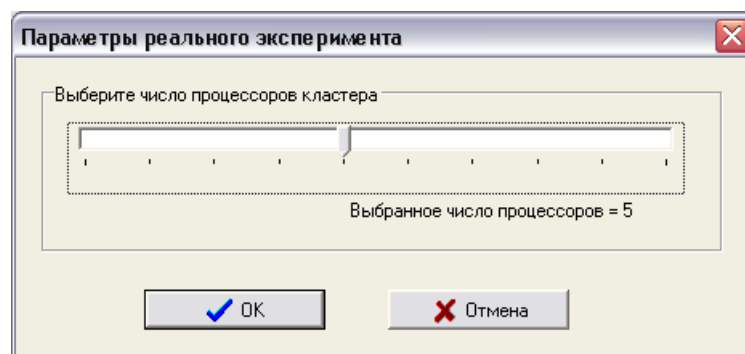 Параметры реального эксперимента
Выберите число процессоров кластера
Выбранное число процессоров = 5
OK
Отмена